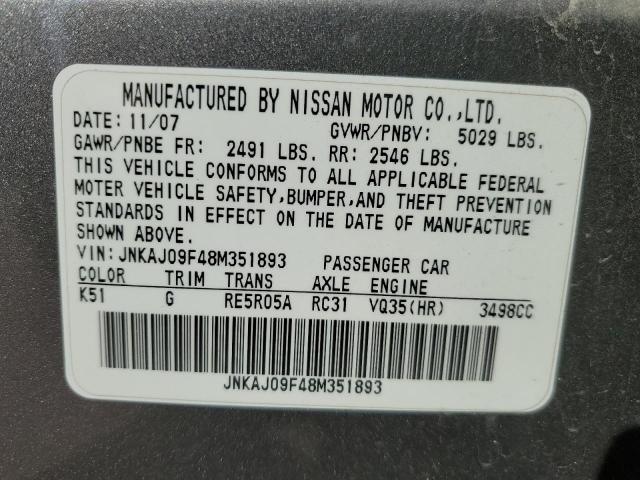 MANUFACTURED BY NISSAN MOTOR CO.,LTD.
DATE: 11/07 GVWR/PNBV: 5029 LBS.
GAWR/PNBE FR: 2491 LBS. RR: 2546 LBS.
THIS VEHICLE CONFORMS TO ALL APPLICABLE FEDERAL
MOTER VEHICLE SAFETY,BUMPER,AND THEFT PREVENTION
STANDARDS IN EFFECT ON THE DATE OF MANUFACTURE
SHOWN ABOVE.
VIN:JNKAJ09F48M351893 PASSENGER CAR
COLOR TRIM TRANS AXLE ENGINE
K51 G RE5R05A RC31 VQ35(HR) 3498CC
JNKAJ09F48M351893